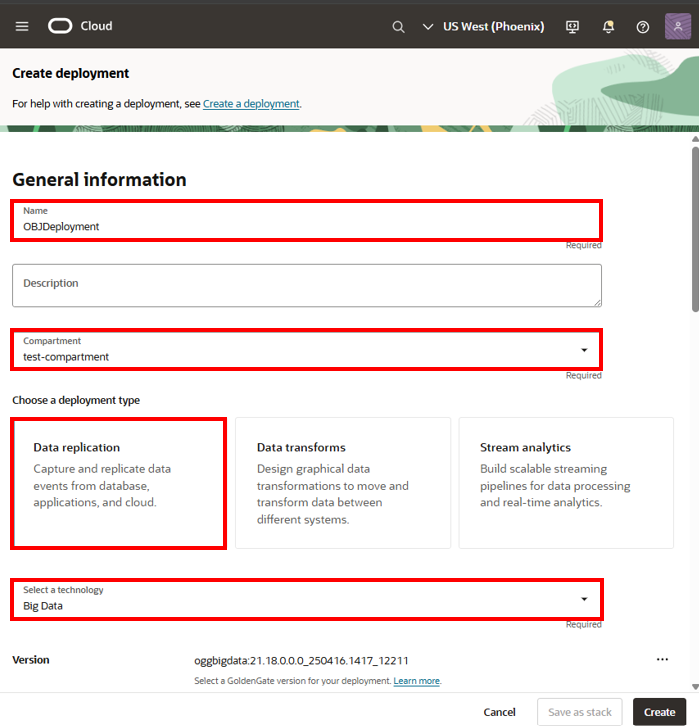 Cloud
US West (Phoenix)
Create deployment
For help with creating a deployment, see Create a deployment.
General information
Name
OBJDeployment
Required
Description
Compartment
test-compartment
Required
Choose a deployment type
Data replication
Capture and replicate data
events from database,
applications, and cloud.
Data transforms
Design graphical data
transformations to move and
transform data between
different systems.
Stream analytics
Build scalable streaming
pipelines for data processing
and real-time analytics.
Select a technology
Big Data
Required
Version
oggbigdata:21.18.0.0.0_250416.1417_12211
Select a GoldenGate version for your deployment. Learn more.
Cancel
Save as stack
Create